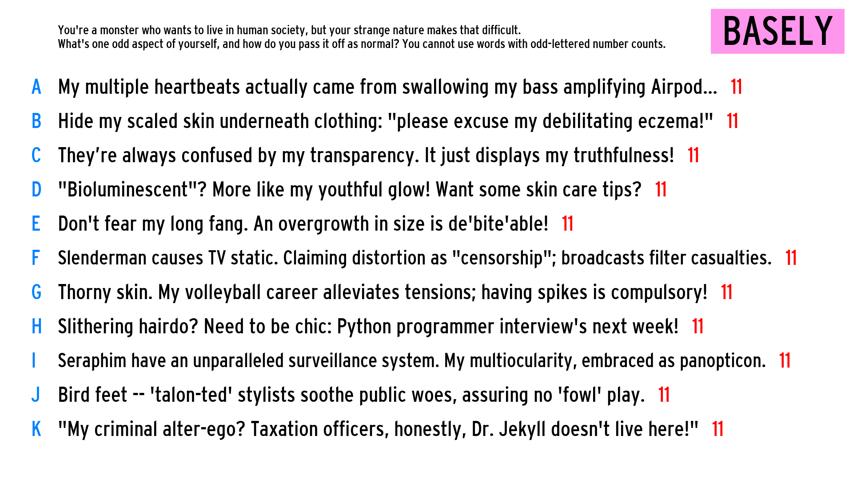 You're a monster who wants to live in human society, but your strange nature makes that difficult.
What's one odd aspect of yourself, and how do you pass it off as normal? You cannot use words with odd-lettered number counts.
BASELY
A My multiple heartbeats actually came from swallowing my bass amplifying Airpod... 11
B Hide my scaled skin underneath clothing: "please excuse my debilitating eczema!" 11
C They're always confused by my transparency. It just displays my truthfulness! 11
D "Bioluminescent"? More like my youthful glow! Want some skin care tips? 11
E Don't fear my long fang. An overgrowth in size is de'bite'able! 11
F Slenderman causes TV static. Claiming distortion as "censorship"; broadcasts filter casualties. 11
G Thorny skin. My volleyball career alleviates tensions; having spikes is compulsory! 11
H Slithering hairdo? Need to be chic: Python programmer interview's next week! 11
I Seraphim have an unparalleled surveillance system. My multiocularity, embraced as panopticon. 11
J Bird feet -- 'talon-ted' stylists soothe public woes, assuring no 'fowl' play. 11
K "My criminal alter-ego? Taxation officers, honestly, Dr. Jekyll doesn't live here!" 11